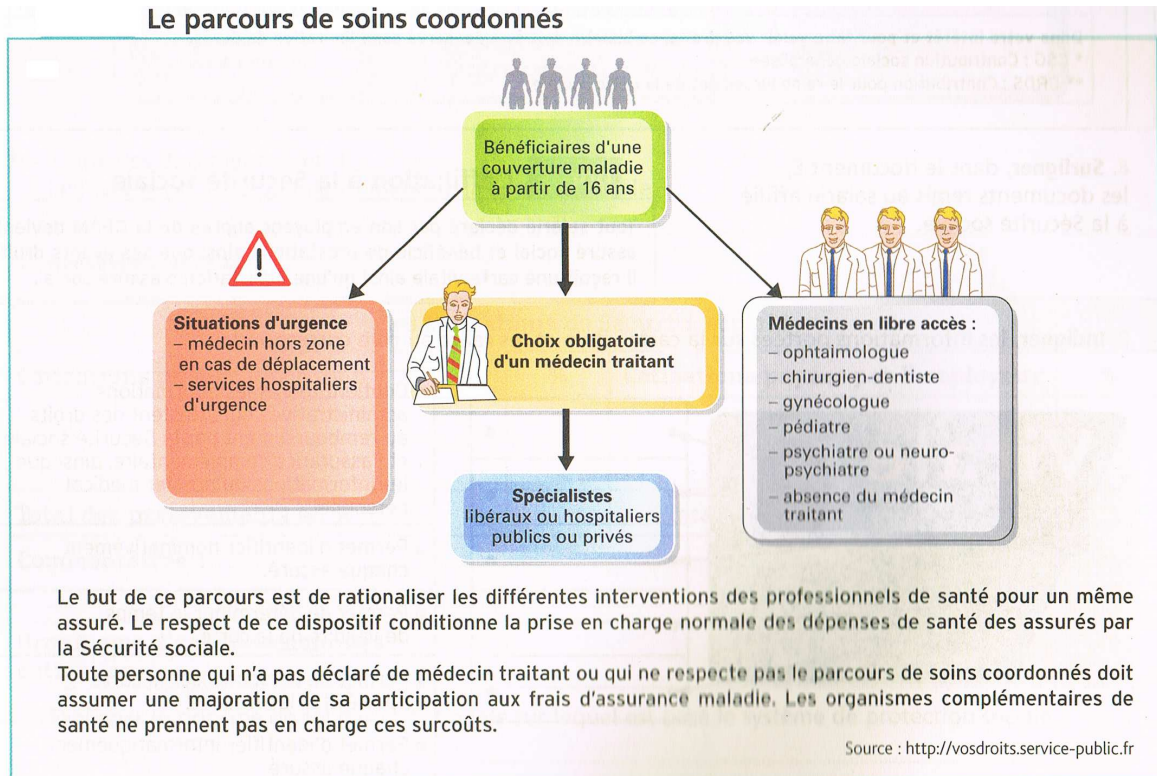 Le parcours de soins coordonnés
Bénéficiaires d'une
couverture maladie
à partir de 16 ans
Situations d'urgence
– médecin hors zone
en cas de déplacement
– services hospitaliers
d'urgence
Choix obligatoire
d'un médecin traitant
Médecins en libre accès :
– ophtaimologue
– chirurgien-dentiste
– gynécologue
– pédiatre
– psychiatre ou neuro-
psychiatre
– absence du médecin
traitant
Spécialistes
libéraux ou hospitaliers
publics ou privés
Le but de ce parcours est de rationaliser les différentes interventions des professionnels de santé pour un même
assuré. Le respect de ce dispositif conditionne la prise en charge normale des dépenses de santé des assurés par
la Sécurité sociale.
Toute personne qui n'a pas déclaré de médecin traitant ou qui ne respecte pas le parcours de soins coordonnés doit
assumer une majoration de sa participation aux frais d'assurance maladie. Les organismes complémentaires de
santé ne prennent pas en charge ces surcoûts.
Source : http://vosdroits.service-public.fr